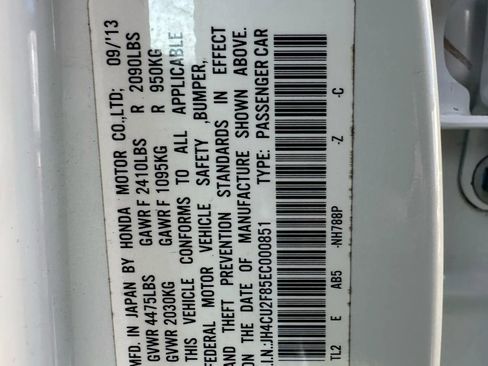 MFD. IN JAPAN BY HONDA MOTOR CO.,LTD; 09/'13
GVWR 4475LBS GAWR F 2410LBS R 2090LBS
GVWR 2030KG GAWR F 1095KG R 950KG
THIS VEHICLE CONFORMS TO ALL APPLICABLE
FEDERAL MOTOR VEHICLE SAFETY ,BUMPER,
AND THEFT PREVENTION STANDARDS IN EFFECT
ON THE DATE OF MANUFACTURE SHOWN ABOVE.
V.I.N.:JH4CU2F85EC000851 TYPE: PASSENGER CAR
TL2 E AB5 -NH788P -Z -C